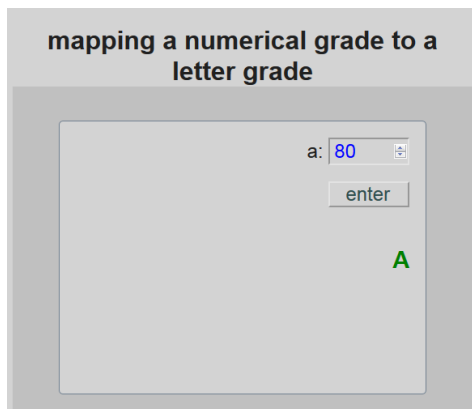 mapping a numerical grade to a
letter grade
a: 80
enter
A